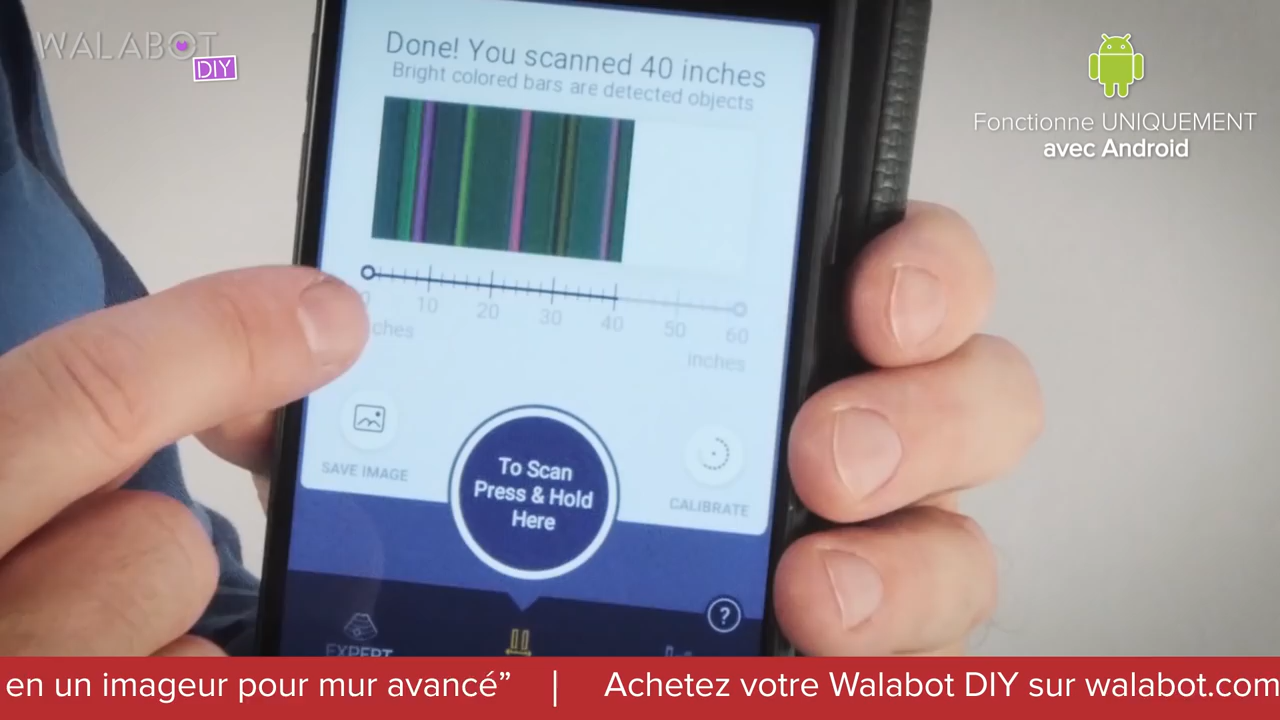 WALABOT
DIY
Fonctionne UNIQUEMENT
avec Android
Done! You scanned 40 inches
Bright colored bars are detected objects
0 10 20 30 40 50 60
inches
SAVE IMAGE
To Scan
Press & Hold
Here
CALIBRATE
?
EXPERT
en un imageur pour mur avancé” | Achetez votre Walabot DIY sur walabot.com